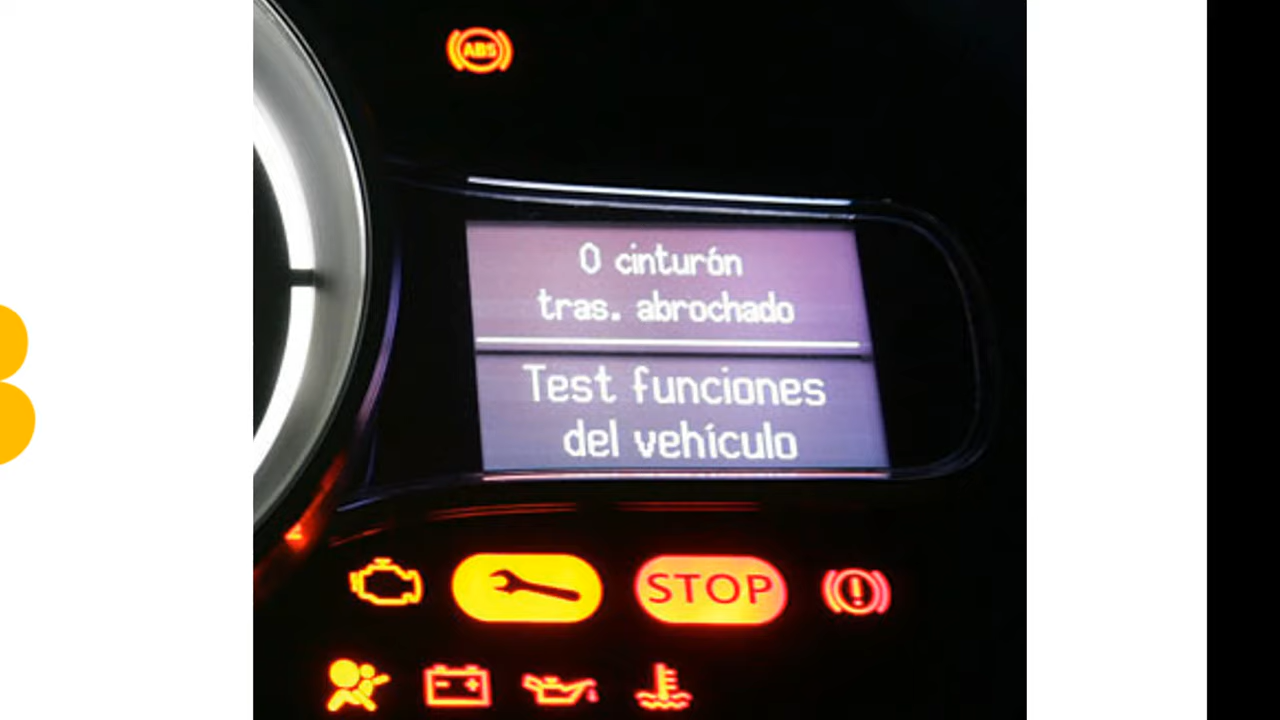 ABS
0 cinturón
tras. abrochado
Test funciones
del vehículo
STOP